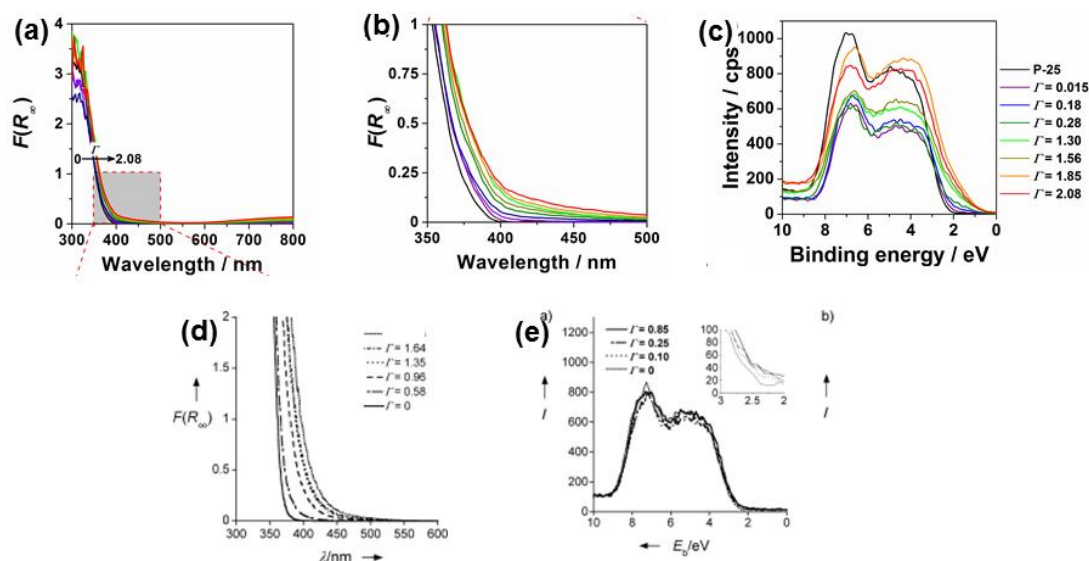 (a)
F(R∞)
4
3
2
1
0
Γ
0 → 2.08
300 400 500 600 700 800
Wavelength / nm
(b)
F(R∞)
1
0.75
0.5
0.25
0
350 400 450 500
Wavelength / nm
(c)
Intensity / cps
1000
800
600
400
200
0
10 8 6 4 2 0
Binding energy / eV
P-25
Γ = 0.015
Γ = 0.18
Γ = 0.28
Γ = 1.30
Γ = 1.56
Γ = 1.85
Γ = 2.08
(d)
2
1.5
1
0.5
0
F(R∞)
Γ = 1.64
Γ = 1.35
Γ = 0.96
Γ = 0.58
Γ = 0
300 350 400 450 500 550 600
λ/nm
(e)
a)
1200
1000
800
600
400
200
0
I
Γ = 0.85
Γ = 0.25
Γ = 0.10
Γ = 0
100
80
60
40
20
0
3 2.5 2
10 8 6 4 2 0
E_b/eV
b)
I